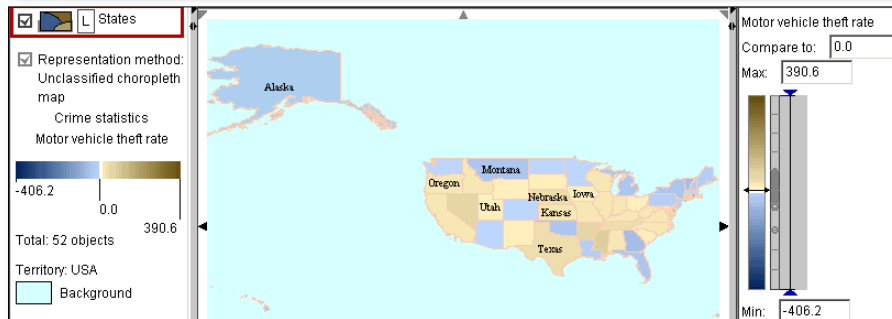 L States
Representation method:
Unclassified choropleth
map
Crime statistics
Motor vehicle theft rate
-406.2
0.0
390.6
Total: 52 objects
Territory: USA
Background
Alaska
Montana
Oregon
Nebraska
Iowa
Utah
Kansas
Texas
Motor vehicle theft rate
Compare to: 0.0
Max: 390.6
Min: -406.2